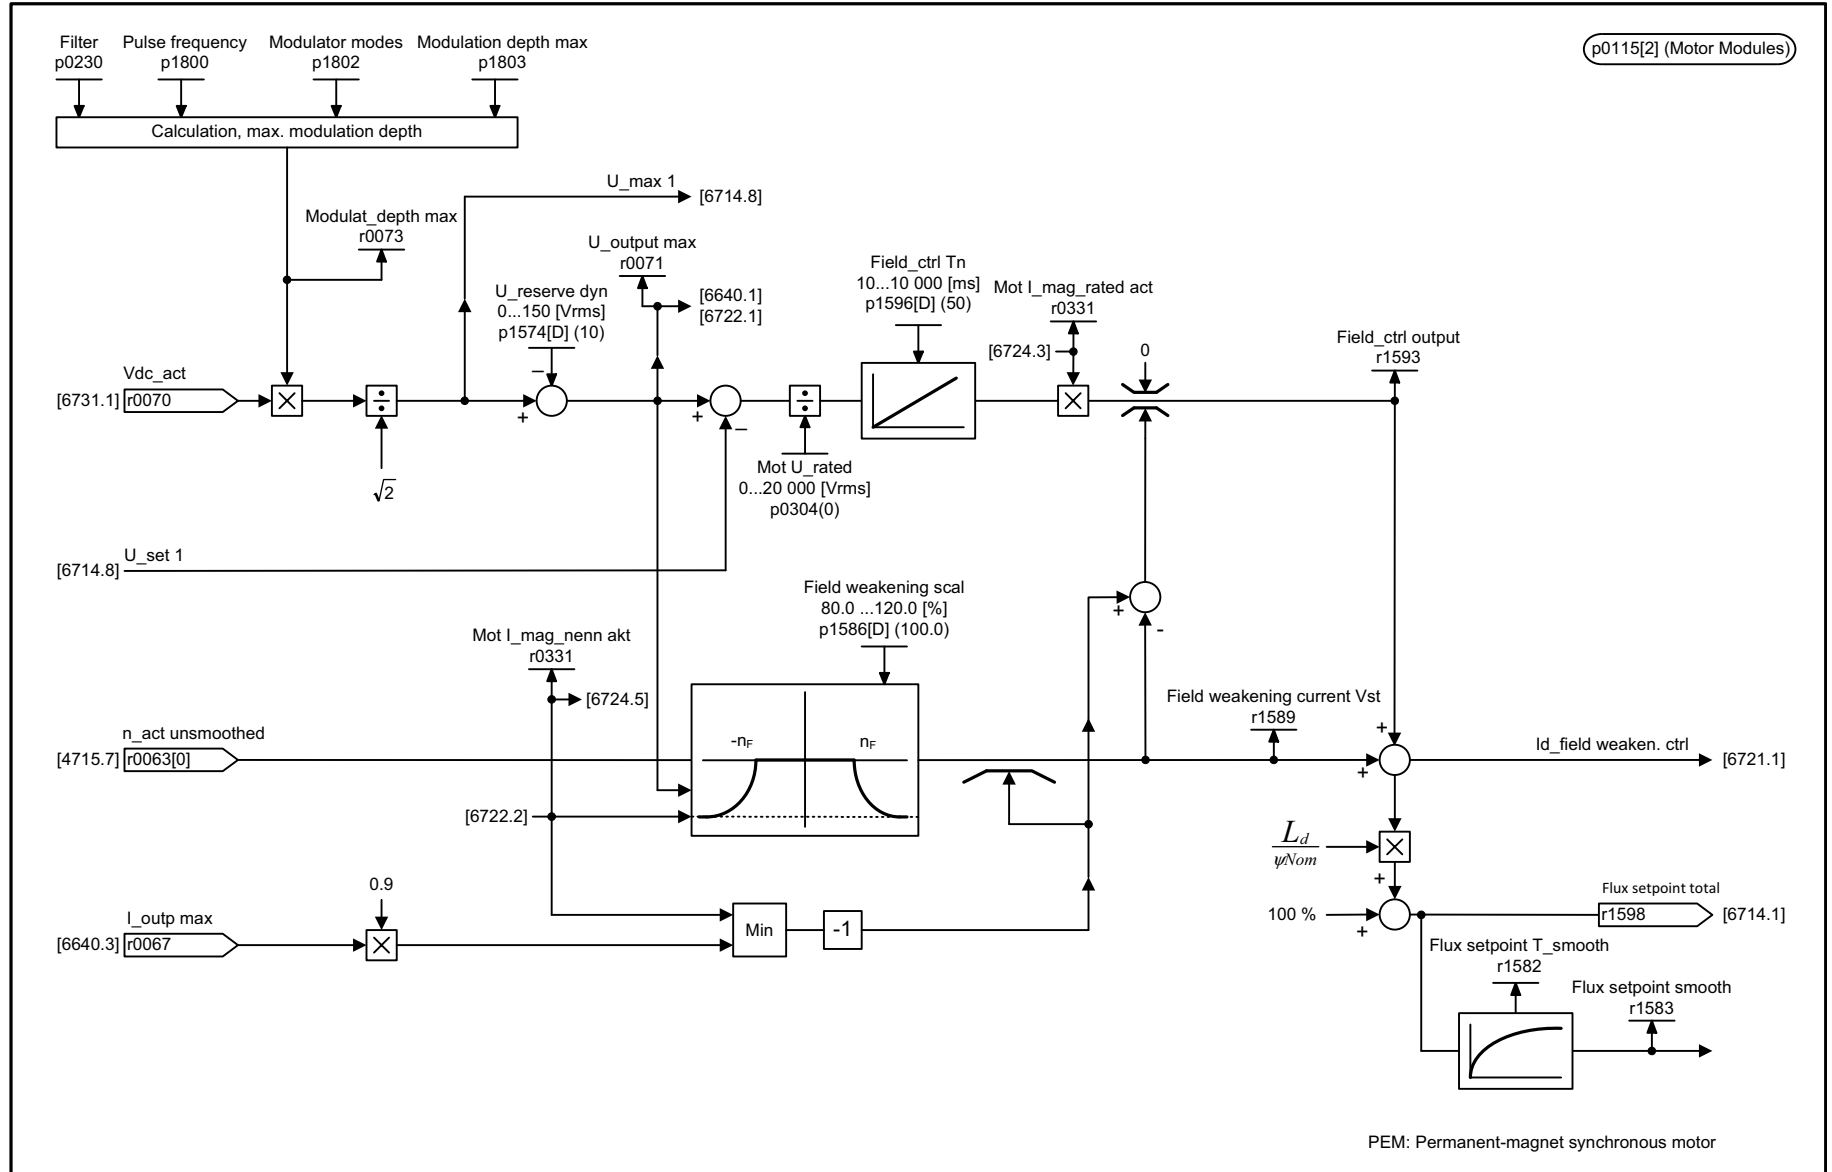 Filter
p0230
Pulse frequency
p1800
Modulator modes
p1802
Modulation depth max
p1803
p0115[2] (Motor Modules)
Calculation, max. modulation depth
U_max 1
[6714.8]
Modulat_depth max
r0073
U_output max
r0071
[6640.1]
[6722.1]
U_reserve dyn
0...150 [Vrms]
p1574[D] (10)
Field_ctrl Tn
10...10 000 [ms]
p1596[D] (50)
Mot I_mag_rated act
r0331
[6724.3]
0
Field_ctrl output
r1593
Vdc_act
[6731.1]
r0070
×
÷
√2
–
+
+
–
÷
×
Mot U_rated
0...20 000 [Vrms]
p0304(0)
U_set 1
[6714.8]
Field weakening scal
80.0 ...120.0 [%]
p1586[D] (100.0)
+
-
Mot I_mag_nenn akt
r0331
[6724.5]
Field weakening current Vst
r1589
n_act unsmoothed
[4715.7]
r0063[0]
-nF
nF
+
+
Id_field weaken. ctrl
[6721.1]
[6722.2]
Ld
ψNom
×
0.9
I_outp max
[6640.3]
r0067
×
Min
-1
+
100 %
+
Flux setpoint total
r1598
[6714.1]
Flux setpoint T_smooth
r1582
Flux setpoint smooth
r1583
PEM: Permanent-magnet synchronous motor